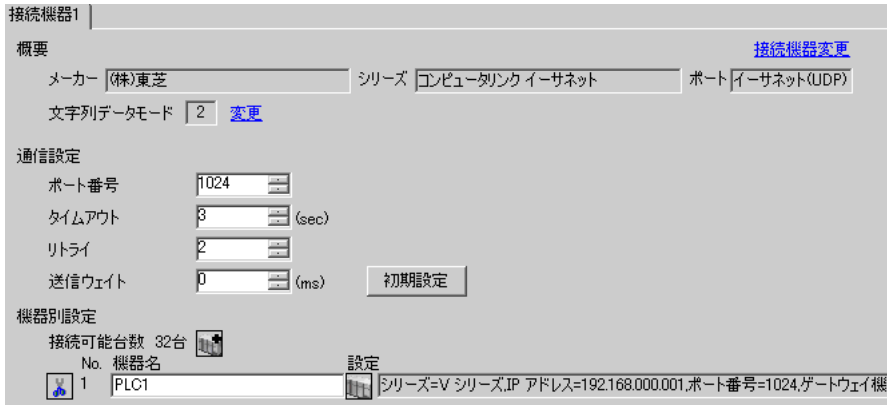 接続機器1
概要 接続機器変更
メーカー (株)東芝 シリーズ コンピュータリンク イーサネット ポート イーサネット(UDP)
文字列データモード 2 変更
通信設定
ポート番号 1024
タイムアウト 3 (sec)
リトライ 2
送信ウェイト 0 (ms) 初期設定
機器別設定
接続可能台数 32台
No. 機器名 設定
1 PLC1 シリーズ=V シリーズ,IP アドレス=192.168.000.001,ポート番号=1024,ゲートウェイ機